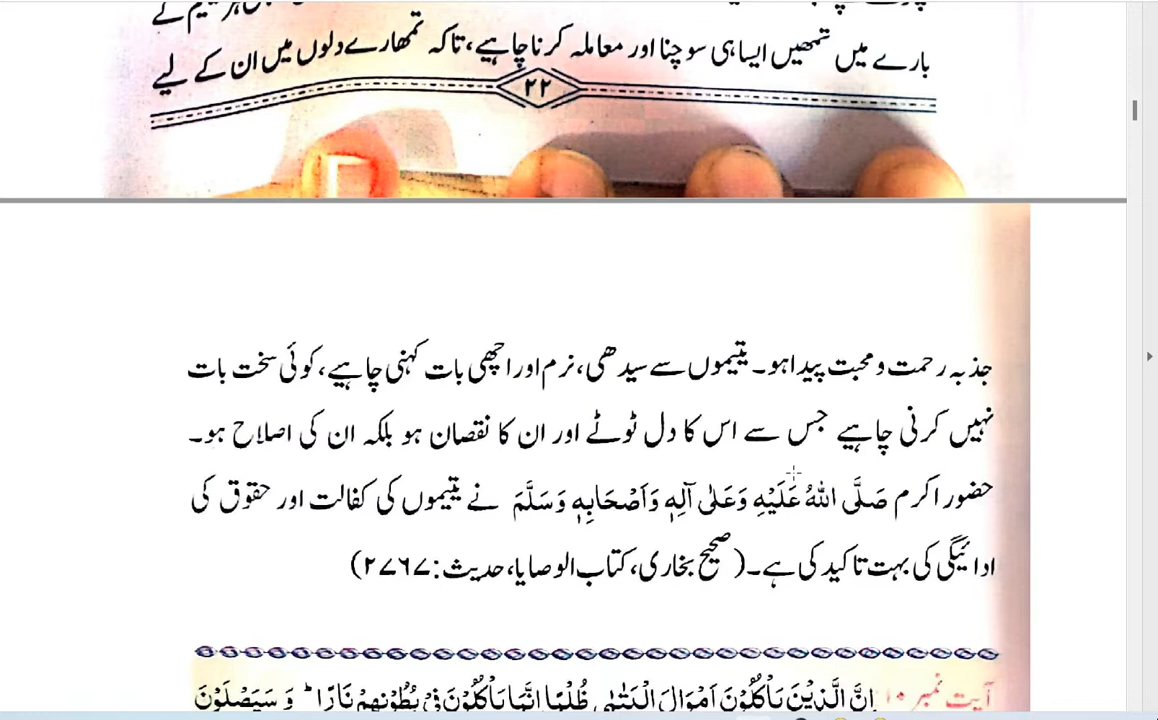 بارے میں تمھیں ایسا ہی سوچنا اور معاملہ کرنا چاہیے، تاکہ تمھارے دلوں میں ان کے لیے
۲۲
جذبہ رحمت و محبت پیدا ہو۔ یتیموں سے سیدھی، نرم اور اچھی بات کہنی چاہیے، کوئی سخت بات
نہیں کرنی چاہیے جس سے اس کا دل ٹوٹے اور ان کا نقصان ہو بلکہ ان کی اصلاح ہو۔
حضور اکرم صَلَّی اللّٰهُ عَلَیْهِ وَعَلٰی آلِهٖ وَاَصْحَابِهٖ وَسَلَّمَ نے یتیموں کی کفالت اور حقوق کی
ادائیگی کی بہت تاکید کی ہے۔ (صحیح بخاری، کتاب الوصایا، حدیث: ۲۷۶۷)
آیت نمبر ۱۰ اِنَّ الَّذِیْنَ یَاْكُلُوْنَ اَمْوَالَ الْیَتٰمٰی ظُلْمًا اِنَّمَا یَاْكُلُوْنَ فِیْ بُطُوْنِهِمْ نَارًا ؕ وَ سَیَصْلَوْنَ